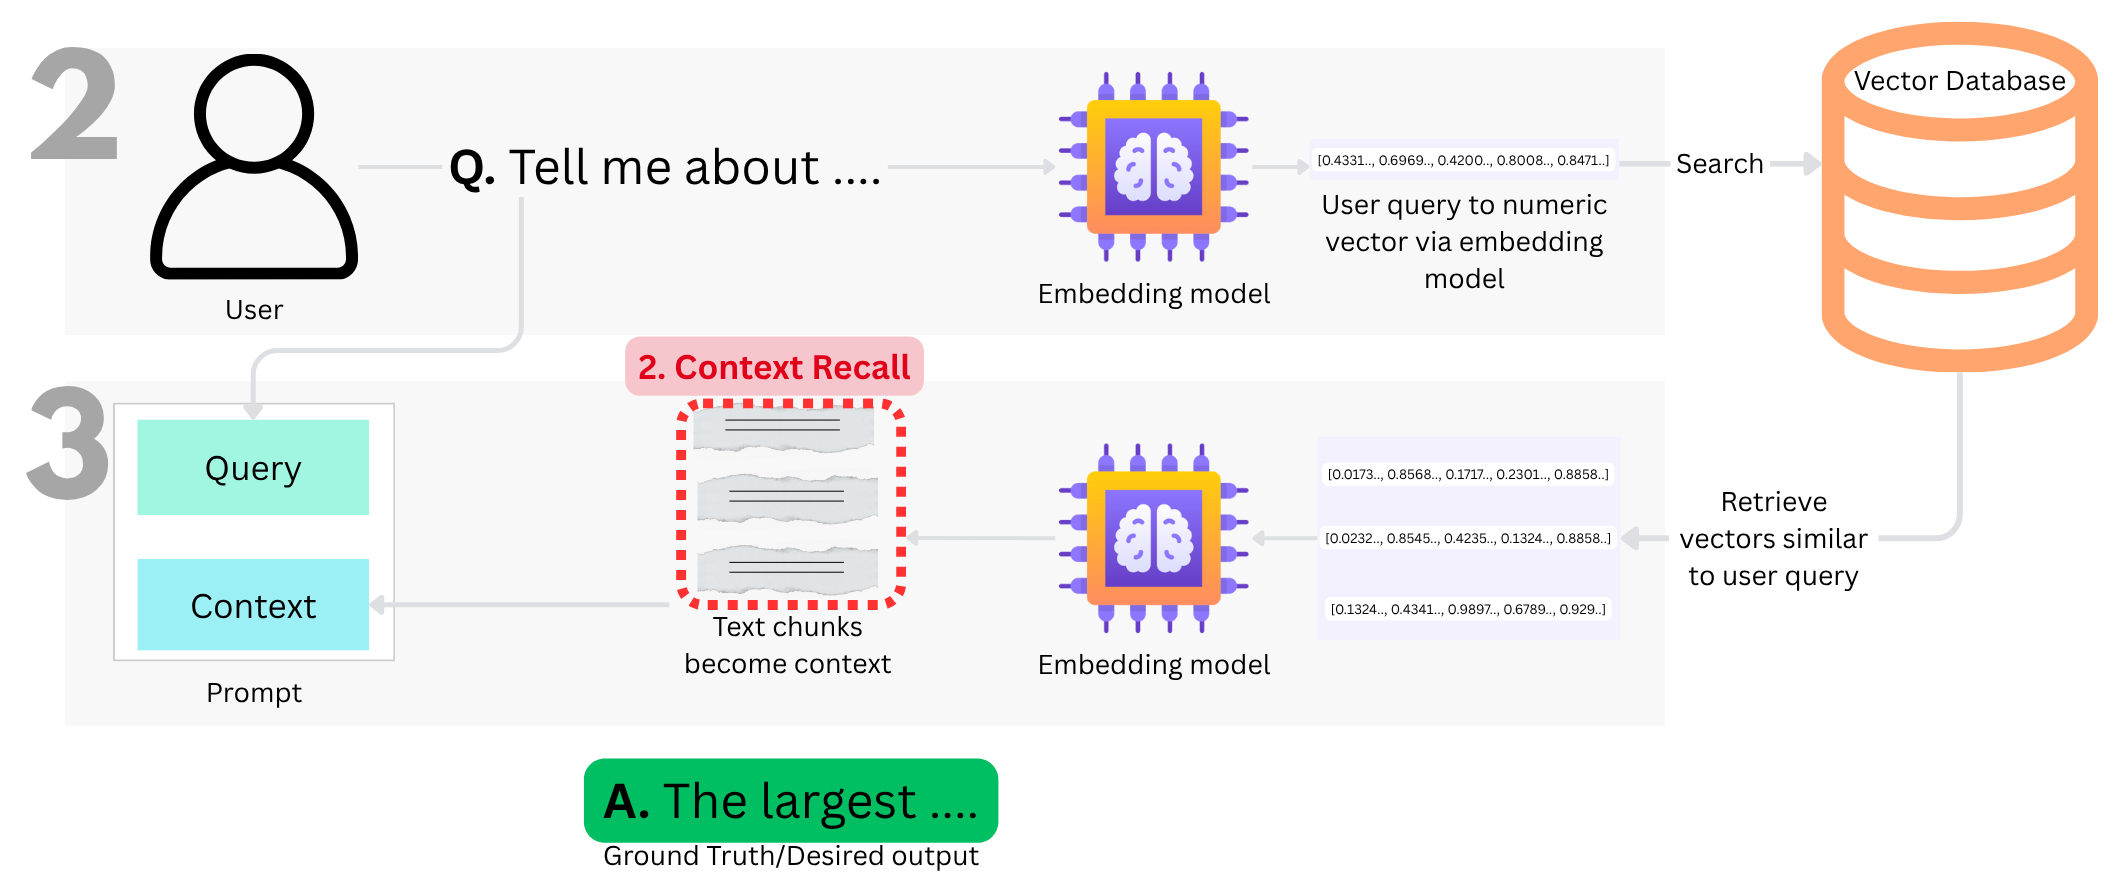 2
User
Q. Tell me about ....
Embedding model
[0.4331.., 0.6969.., 0.4200.., 0.8008.., 0.8471..]
User query to numeric
vector via embedding
model
Search
Vector Database
3
Query
Context
Prompt
2. Context Recall
Text chunks
become context
Embedding model
[0.0173.., 0.8568.., 0.1717.., 0.2301.., 0.8858..]
[0.0232.., 0.8545.., 0.4235.., 0.1324.., 0.8858..]
[0.1324.., 0.4341.., 0.9897.., 0.6789.., 0.929..]
Retrieve
vectors similar
to user query
A. The largest ....
Ground Truth/Desired output